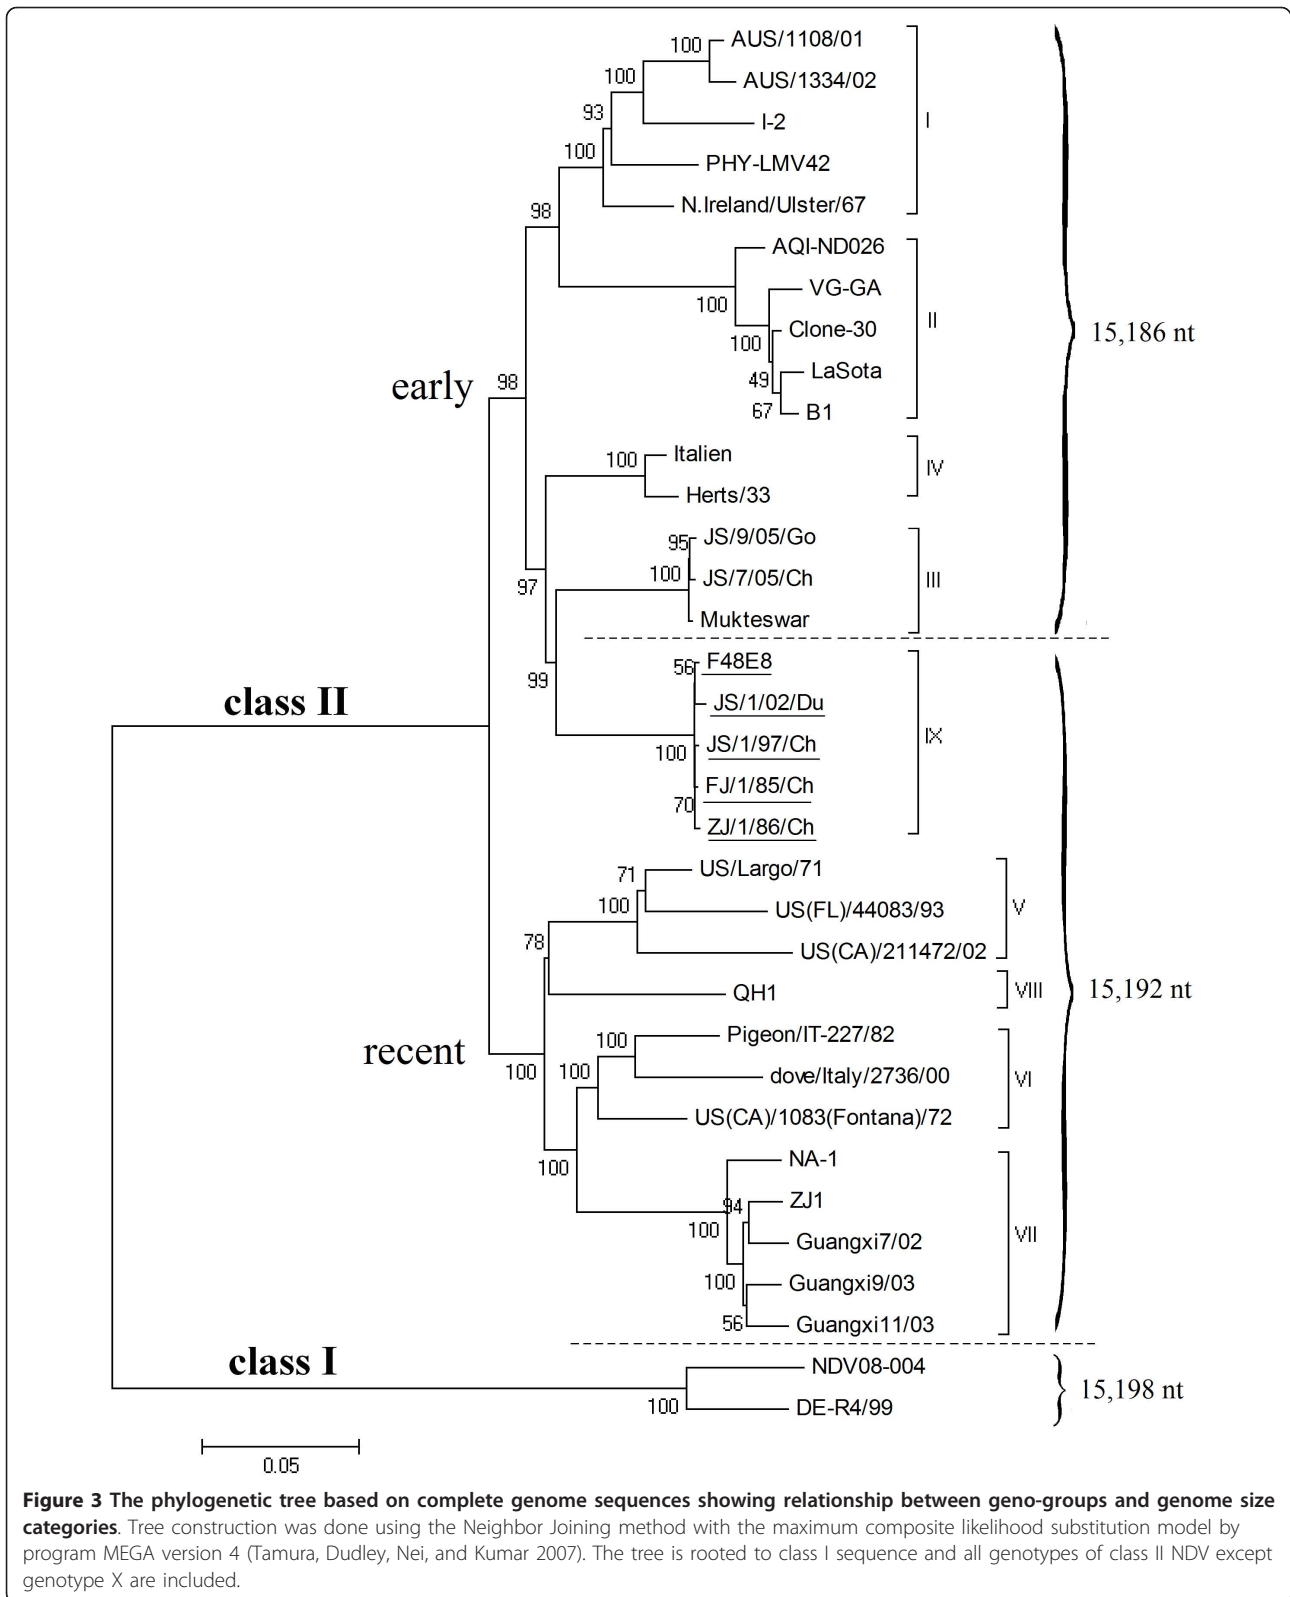 100
AUS/1108/01
AUS/1334/02
100
I-2
93
PHY-LMV42
100
N.Ireland/Ulster/67
I
98
AQI-ND026
100
VG-GA
Clone-30
100
LaSota
49
B1
67
II
15,186 nt
early
98
Italien
100
Herts/33
IV
JS/9/05/Go
95
JS/7/05/Ch
100
Mukteswar
III
97
99
F48E8
56
JS/1/02/Du
JS/1/97/Ch
100
FJ/1/85/Ch
70
ZJ/1/86/Ch
IX
class II
US/Largo/71
71
US(FL)/44083/93
100
US(CA)/211472/02
V
78
QH1
VIII
15,192 nt
recent
100
Pigeon/IT-227/82
100
dove/Italy/2736/00
100
US(CA)/1083(Fontana)/72
VI
100
NA-1
94
ZJ1
100
Guangxi7/02
100
Guangxi9/03
56
Guangxi11/03
VII
class I
NDV08-004
100
DE-R4/99
15,198 nt
0.05
Figure 3 The phylogenetic tree based on complete genome sequences showing relationship between geno-groups and genome size
categories. Tree construction was done using the Neighbor Joining method with the maximum composite likelihood substitution model by
program MEGA version 4 (Tamura, Dudley, Nei, and Kumar 2007). The tree is rooted to class I sequence and all genotypes of class II NDV except
genotype X are included.